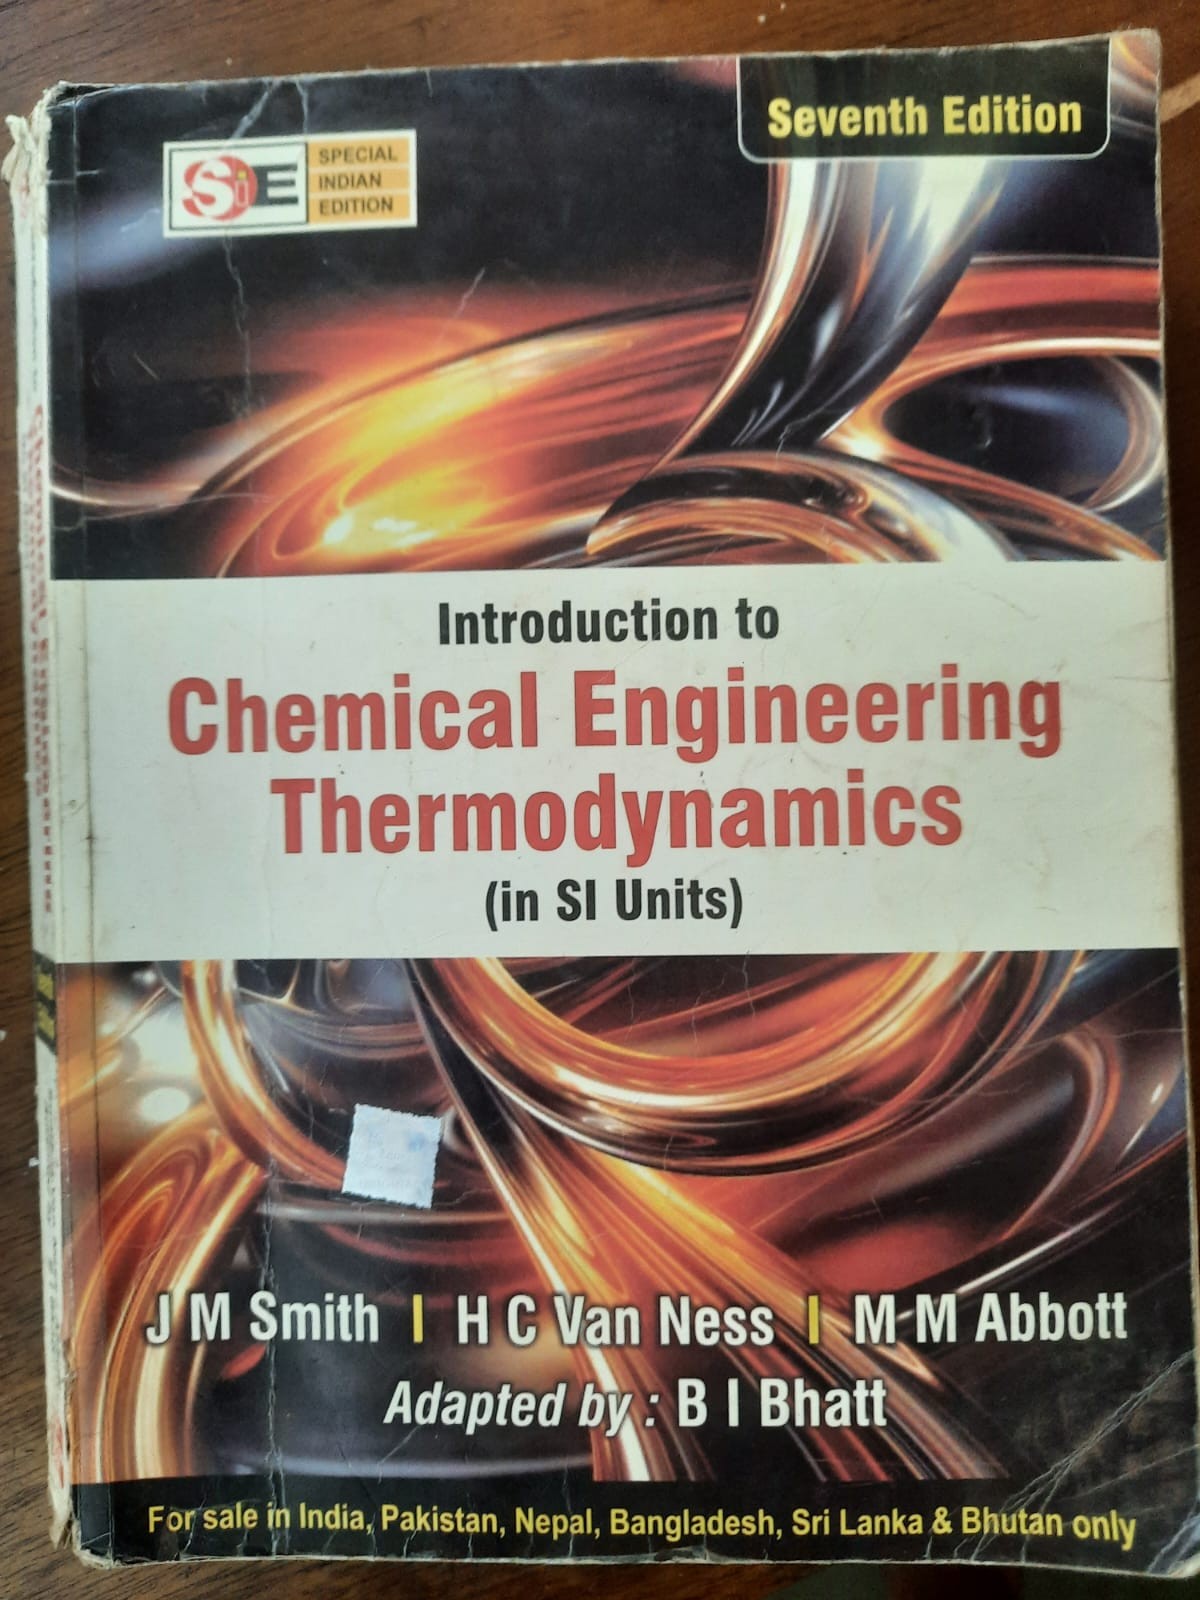 Seventh Edition
SiE
SPECIAL
INDIAN
EDITION
Introduction to
Chemical Engineering
Thermodynamics
(in SI Units)
J M Smith I H C Van Ness I M M Abbott
Adapted by : B I Bhatt
For sale in India, Pakistan, Nepal, Bangladesh, Sri Lanka & Bhutan only